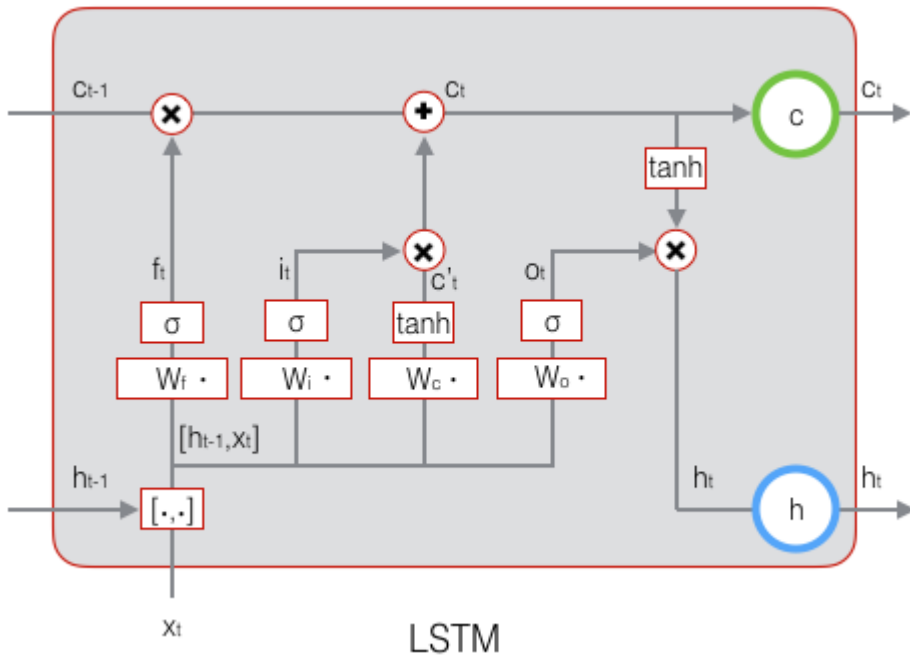 Ct-1 Ct Ct
× + c
tanh
ft it × c't ot ×
σ σ tanh σ
Wf · Wi · Wc · Wo ·
[ht-1,xt]
ht-1 ht ht
[·,·] h
xt
LSTM